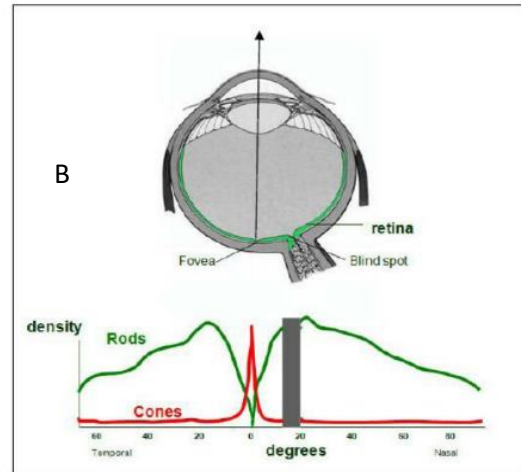 B
retina
Fovea
Blind spot
density
Rods
Cones
60 40 20 0 20 40 60 80
Temporal degrees Nasal